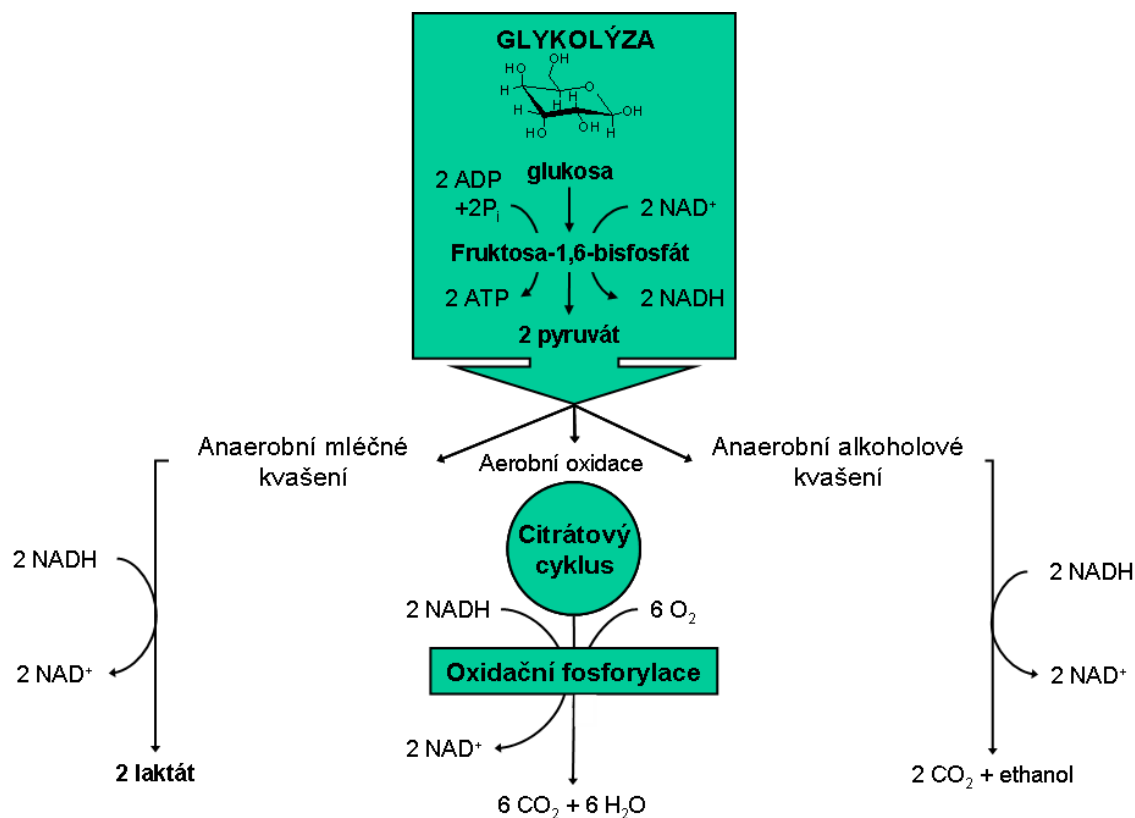 GLYKOLÝZA
OH
HO
H
O
H
H
H
HO
OH
OH
H
OH
glukosa
2 ADP
+2Pᵢ
2 NAD⁺
Fruktosa-1,6-bisfosfát
2 ATP
2 NADH
2 pyruvát
Anaerobní mléčné
kvašení
Aerobní oxidace
Anaerobní alkoholové
kvašení
Citrátový
cyklus
2 NADH
2 NAD⁺
2 laktát
2 NADH
6 O₂
Oxidační fosforylace
2 NAD⁺
6 CO₂ + 6 H₂O
2 NADH
2 NAD⁺
2 CO₂ + ethanol